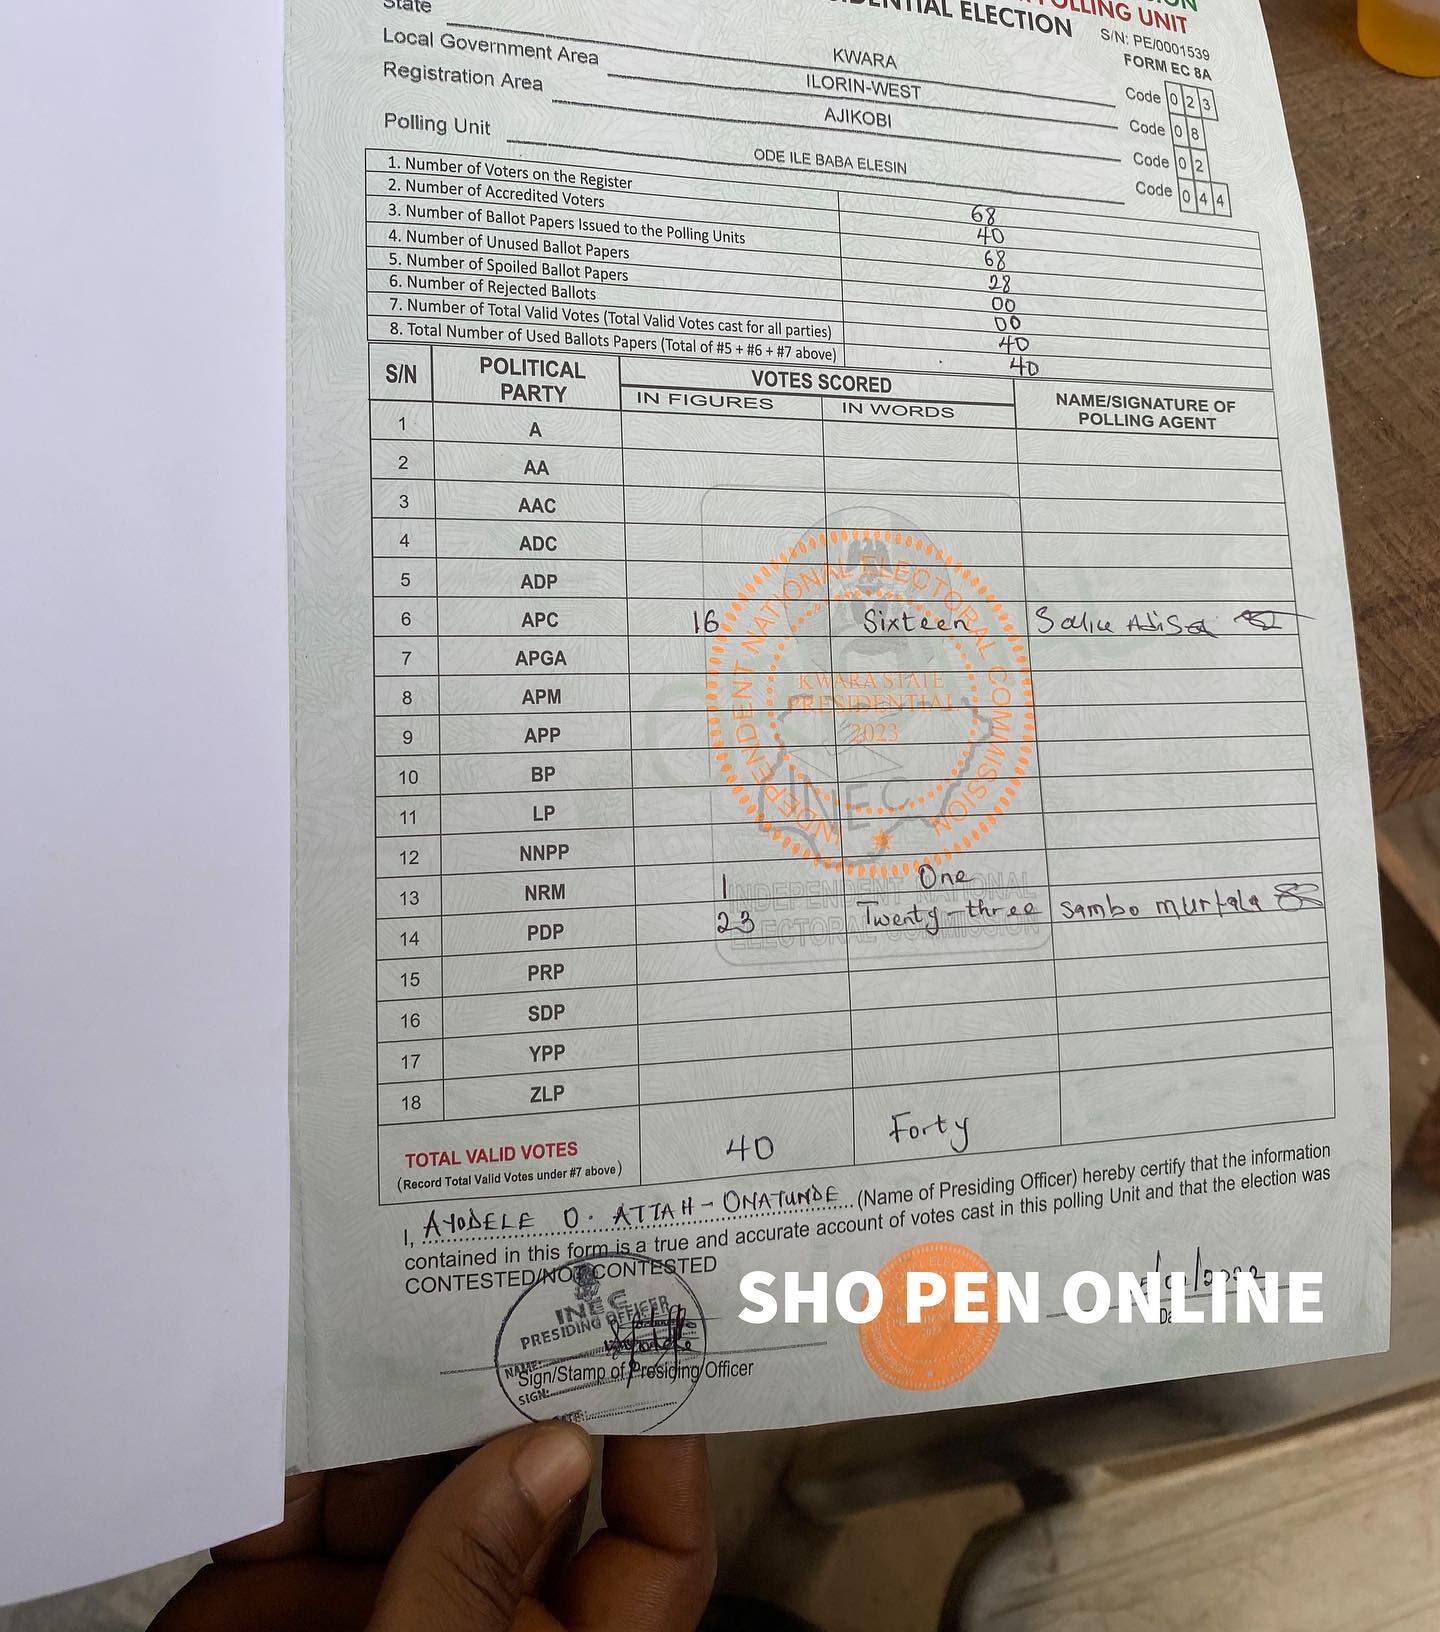 POLLING UNIT
ELECTION
S/N: PE/0001539
FORM EC 8A
State KWARA Code 0 2 3
Local Government Area ILORIN-WEST Code 0 8
Registration Area AJIKOBI Code 0 2
Polling Unit ODE ILE BABA ELESIN Code 0 4 4
1. Number of Voters on the Register 68
2. Number of Accredited Voters 40
3. Number of Ballot Papers Issued to the Polling Units 68
4. Number of Unused Ballot Papers 28
5. Number of Spoiled Ballot Papers 00
6. Number of Rejected Ballots 00
7. Number of Total Valid Votes (Total Valid Votes cast for all parties) 40
8. Total Number of Used Ballots Papers (Total of #5 + #6 + #7 above) 40
S/N POLITICAL PARTY VOTES SCORED NAME/SIGNATURE OF POLLING AGENT
IN FIGURES IN WORDS
1 A
2 AA
3 AAC
4 ADC
5 ADP
6 APC 16 Sixteen
7 APGA
8 APM
9 APP
10 BP
11 LP
12 NNPP
13 NRM 1 One
14 PDP 23 Twenty-three Sambo murtala
15 PRP
16 SDP
17 YPP
18 ZLP
INDEPENDENT NATIONAL ELECTORAL COMMISSION
KWARA STATE
PRESIDENTIAL
2023
INEC
INDEPENDENT NATIONAL
ELECTORAL COMMISSION
TOTAL VALID VOTES 40 Forty
(Record Total Valid Votes under #7 above)
I, AYODELE O. ATTAH-ONATUNDE (Name of Presiding Officer) hereby certify that the information
contained in this form is a true and accurate account of votes cast in this polling Unit and that the election was
CONTESTED/NOT CONTESTED
INEC
PRESIDING OFFICER
NAME:
SIGN:
DATE:
Sign/Stamp of Presiding Officer
SHO PEN ONLINE